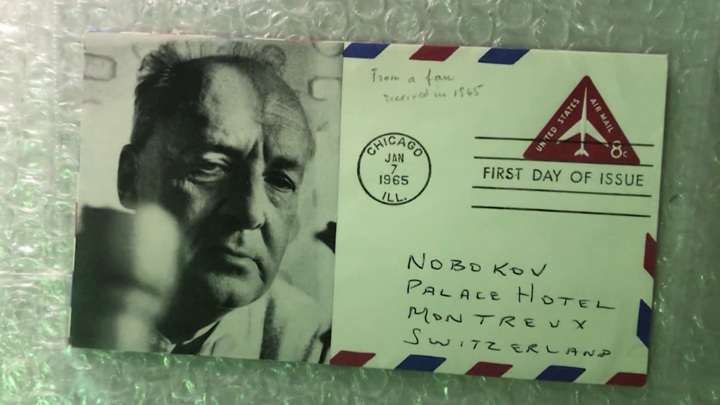 From a fan
received in 1965
CHICAGO
JAN
7
1965
ILL.
UNITED STATES AIR MAIL 8c
FIRST DAY OF ISSUE
NOBOKOV
PALACE HOTEL
MONTREUX
SWITZERLAND